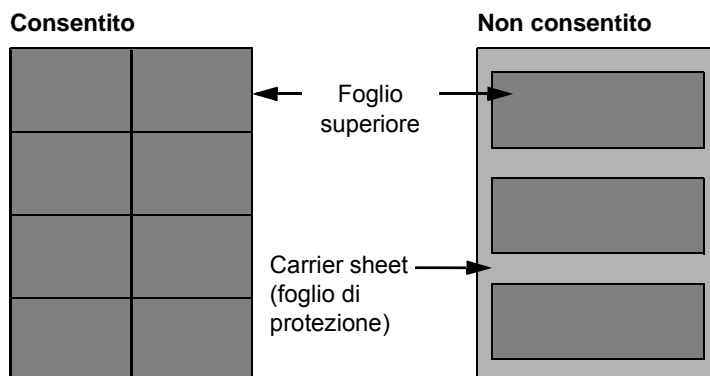 Consentito
Non consentito
Foglio
superiore
Carrier sheet
(foglio di
protezione)